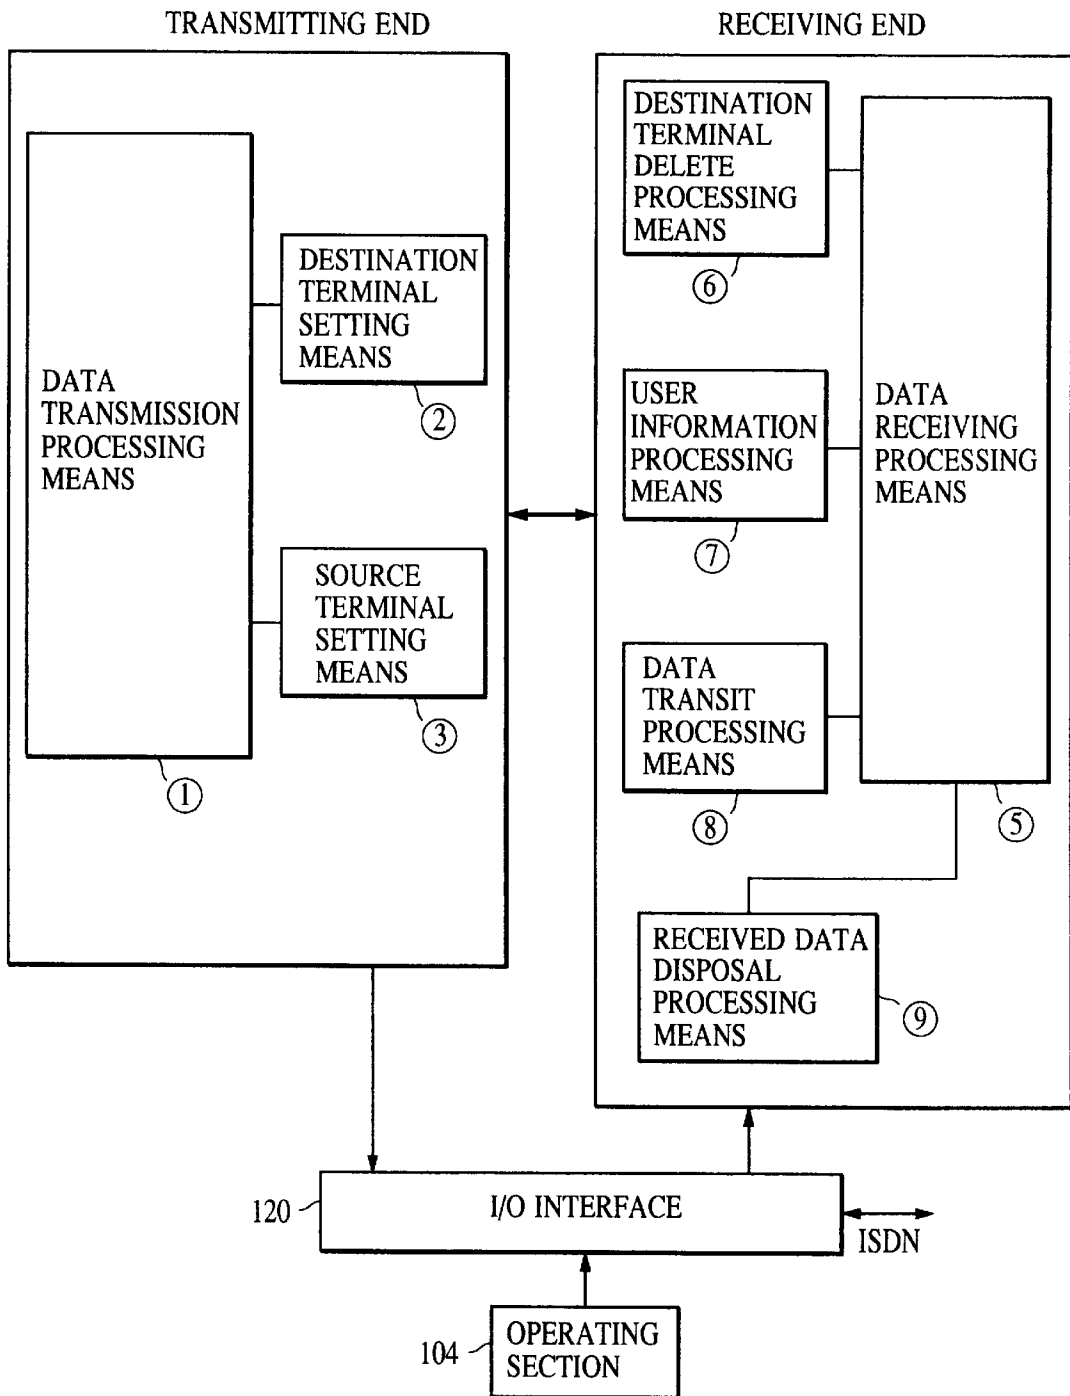 TRANSMITTING END
DATA
TRANSMISSION
PROCESSING
MEANS
①
DESTINATION
TERMINAL
SETTING
MEANS
②
SOURCE
TERMINAL
SETTING
MEANS
③
RECEIVING END
DESTINATION
TERMINAL
DELETE
PROCESSING
MEANS
⑥
USER
INFORMATION
PROCESSING
MEANS
⑦
DATA
TRANSIT
PROCESSING
MEANS
⑧
DATA
RECEIVING
PROCESSING
MEANS
⑤
RECEIVED DATA
DISPOSAL
PROCESSING
MEANS
⑨
120
I/O INTERFACE
ISDN
104
OPERATING
SECTION